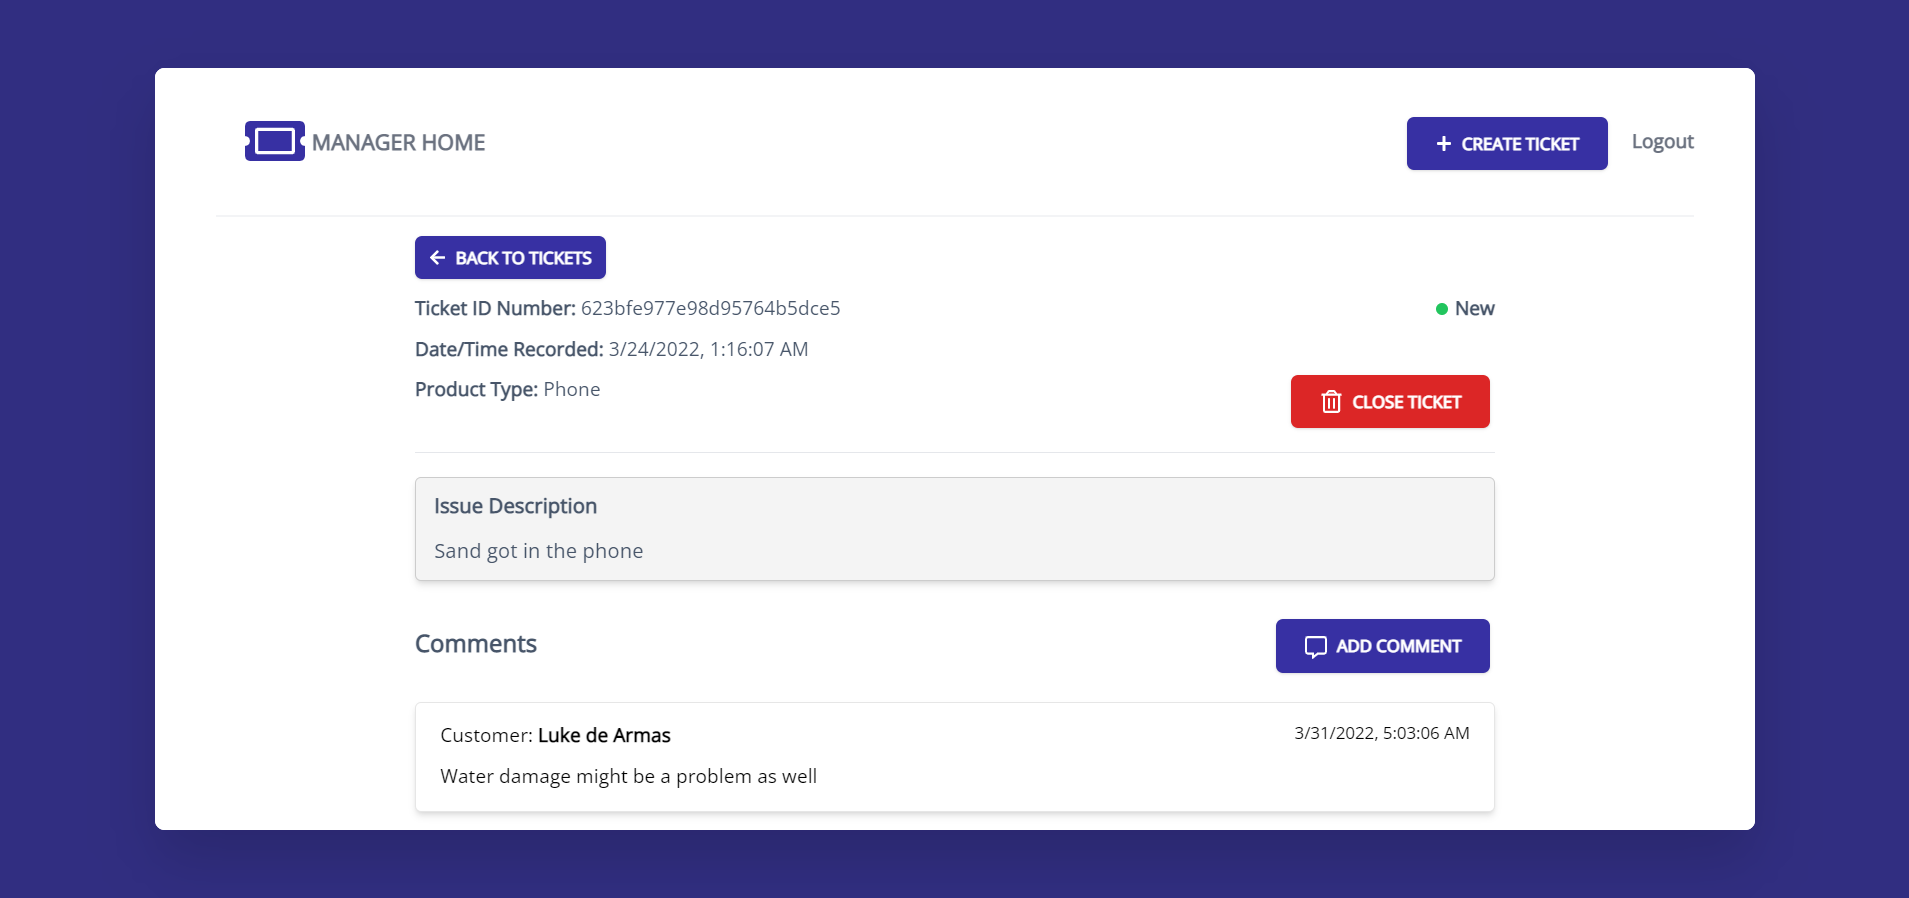 MANAGER HOME
CREATE TICKET
Logout
BACK TO TICKETS
Ticket ID Number: 623bfe977e98d95764b5dce5
New
Date/Time Recorded: 3/24/2022, 1:16:07 AM
Product Type: Phone
CLOSE TICKET
Issue Description
Sand got in the phone
Comments
ADD COMMENT
Customer: Luke de Armas
3/31/2022, 5:03:06 AM
Water damage might be a problem as well